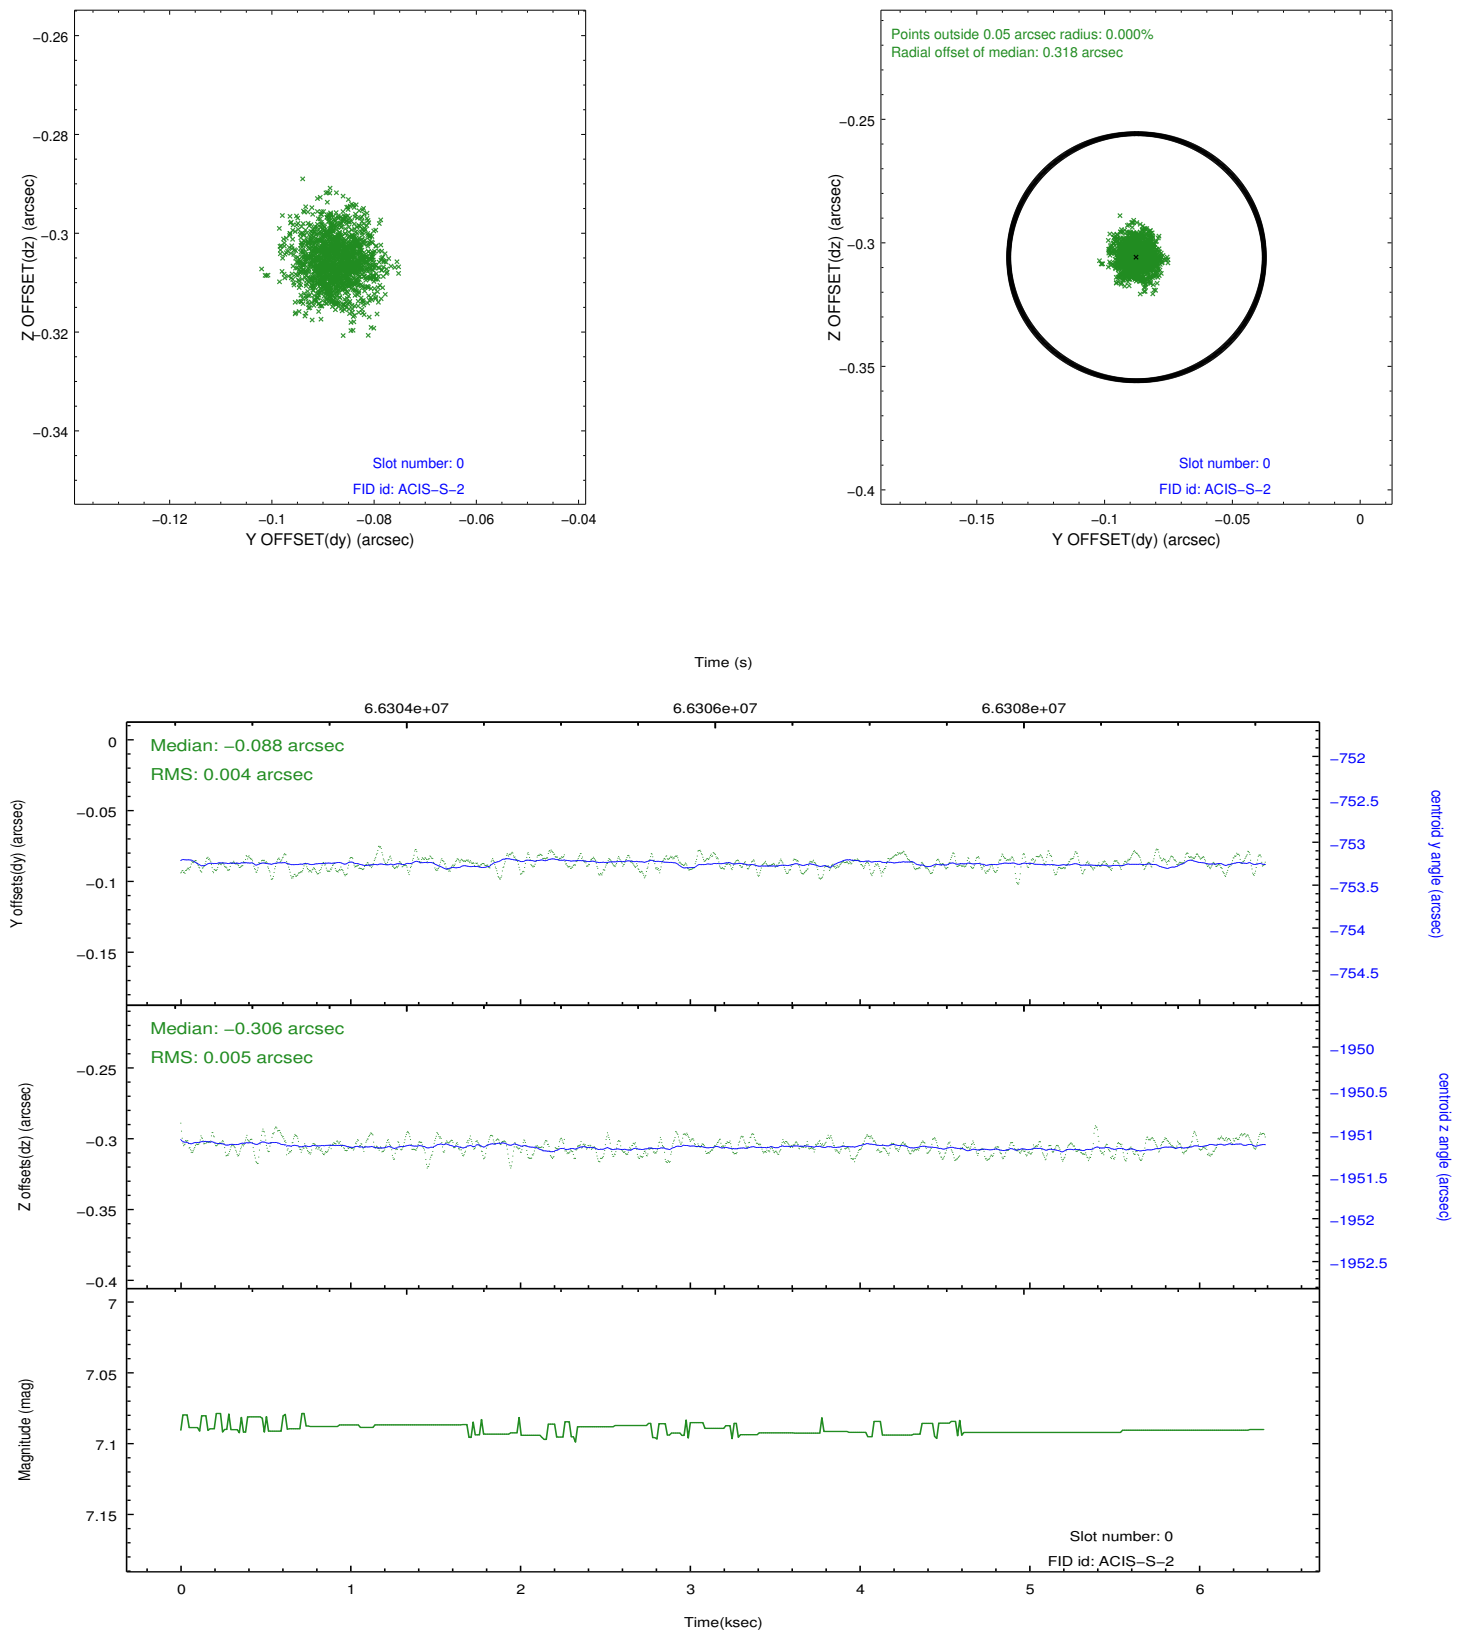 −0.26
−0.28
−0.3
−0.32
−0.34
Z OFFSET(dz) (arcsec)
Slot number: 0
FID id: ACIS−S−2
−0.12
−0.1
−0.08
−0.06
−0.04
Y OFFSET(dy) (arcsec)
Points outside 0.05 arcsec radius: 0.000%
Radial offset of median: 0.318 arcsec
−0.25
−0.3
−0.35
−0.4
Z OFFSET(dz) (arcsec)
Slot number: 0
FID id: ACIS−S−2
−0.15
−0.1
−0.05
0
Y OFFSET(dy) (arcsec)
Time (s)
6.6304e+07
6.6306e+07
6.6308e+07
Median: −0.088 arcsec
RMS: 0.004 arcsec
0
−0.05
−0.1
−0.15
Y offsets(dy) (arcsec)
−752
−752.5
−753
−753.5
−754
−754.5
centroid y angle (arcsec)
Median: −0.306 arcsec
RMS: 0.005 arcsec
−0.25
−0.3
−0.35
−0.4
Z offsets(dz) (arcsec)
−1950
−1950.5
−1951
−1951.5
−1952
−1952.5
centroid z angle (arcsec)
7
7.05
7.1
7.15
Magnitude (mag)
Slot number: 0
FID id: ACIS−S−2
0
1
2
3
4
5
6
Time(ksec)